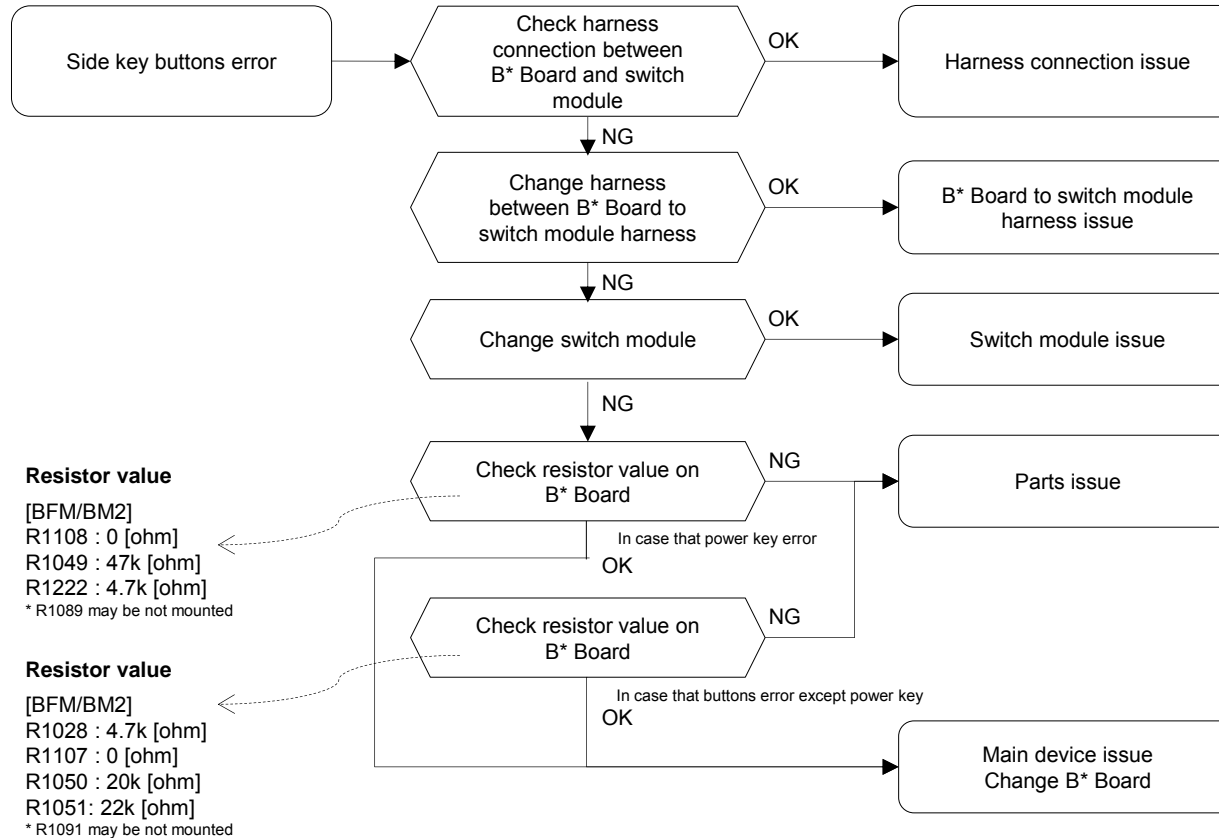 Side key buttons error
Check harness
connection between
B* Board and switch
module
OK
Harness connection issue
NG
Change harness
between B* Board to
switch module harness
OK
B* Board to switch module
harness issue
NG
Change switch module
OK
Switch module issue
NG
Check resistor value on
B* Board
NG
Parts issue
In case that power key error
OK
Resistor value
[BFM/BM2]
R1108 : 0 [ohm]
R1049 : 47k [ohm]
R1222 : 4.7k [ohm]
* R1089 may be not mounted
Check resistor value on
B* Board
NG
In case that buttons error except power key
OK
Resistor value
[BFM/BM2]
R1028 : 4.7k [ohm]
R1107 : 0 [ohm]
R1050 : 20k [ohm]
R1051: 22k [ohm]
* R1091 may be not mounted
Main device issue
Change B* Board